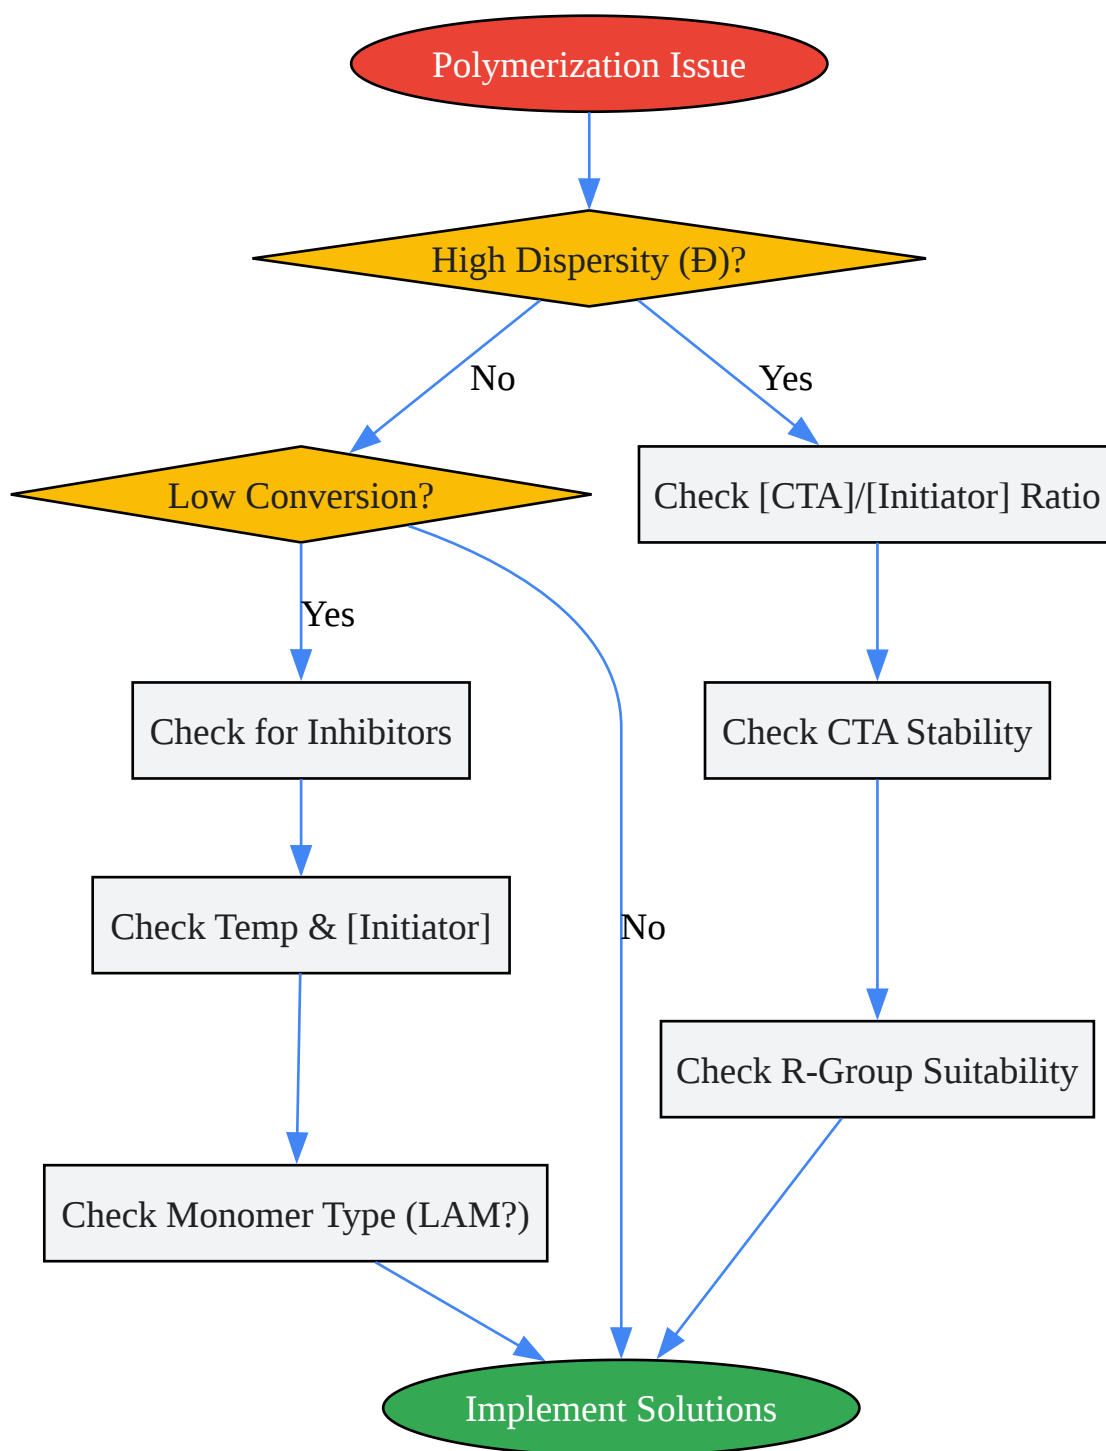 Polymerization Issue
High Dispersity (Đ)?
No
Yes
Low Conversion?
Check [CTA]/[Initiator] Ratio
Yes
Check for Inhibitors
Check CTA Stability
Check Temp & [Initiator]
No
Check R-Group Suitability
Check Monomer Type (LAM?)
Implement Solutions